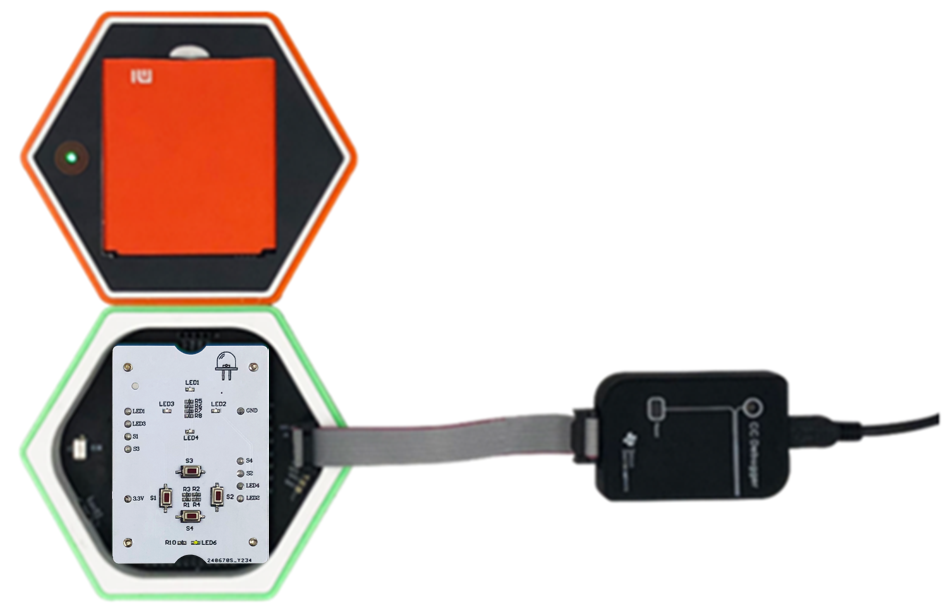 LED1
LED3
LED2
LED4
LED1
LED3
S1
S3
3.3V
GND
S4
S2
LED4
LED2
S3
S1
R3 R2
R1 R4
S2
S4
R10
LED6
2406705_Y234
CC Debugger